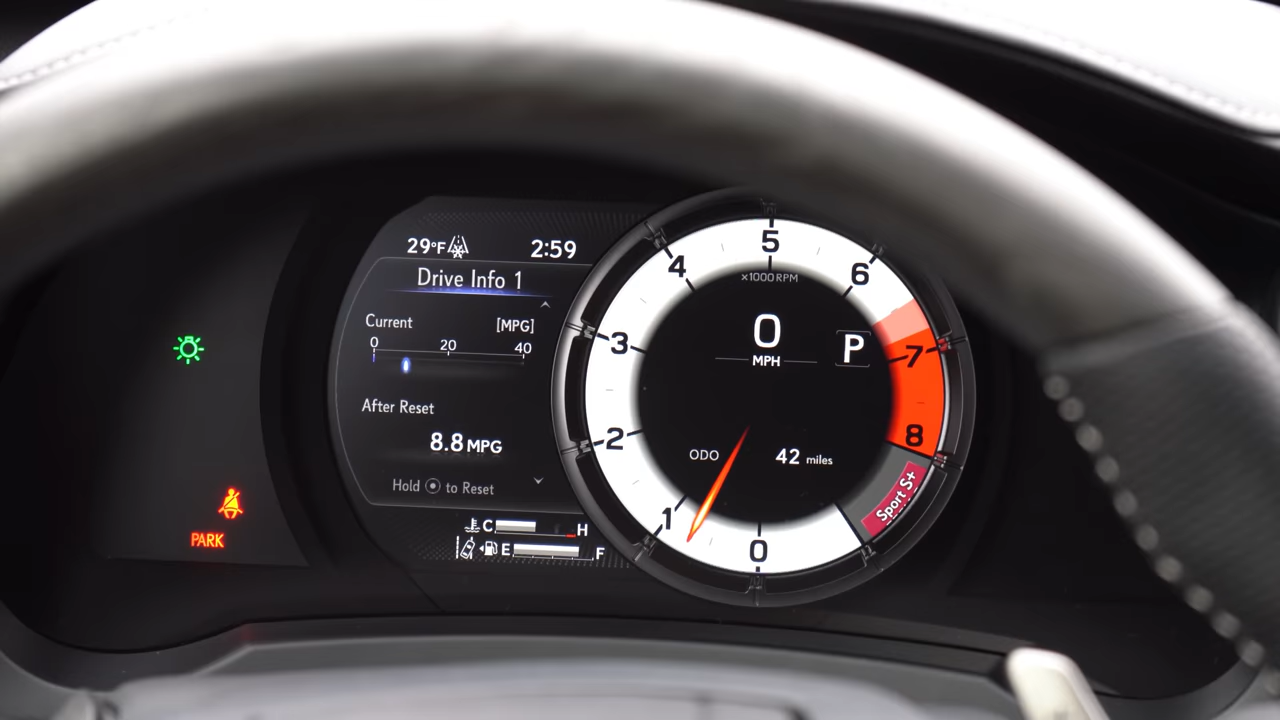 29°F 2:59
Drive Info 1
Current [MPG]
0 20 40
After Reset
8.8 MPG
Hold to Reset
C H
E F
PARK
0
1
2
3
4
5
6
7
8
×1000 RPM
0
MPH
P
ODO 42 miles
Sport S+